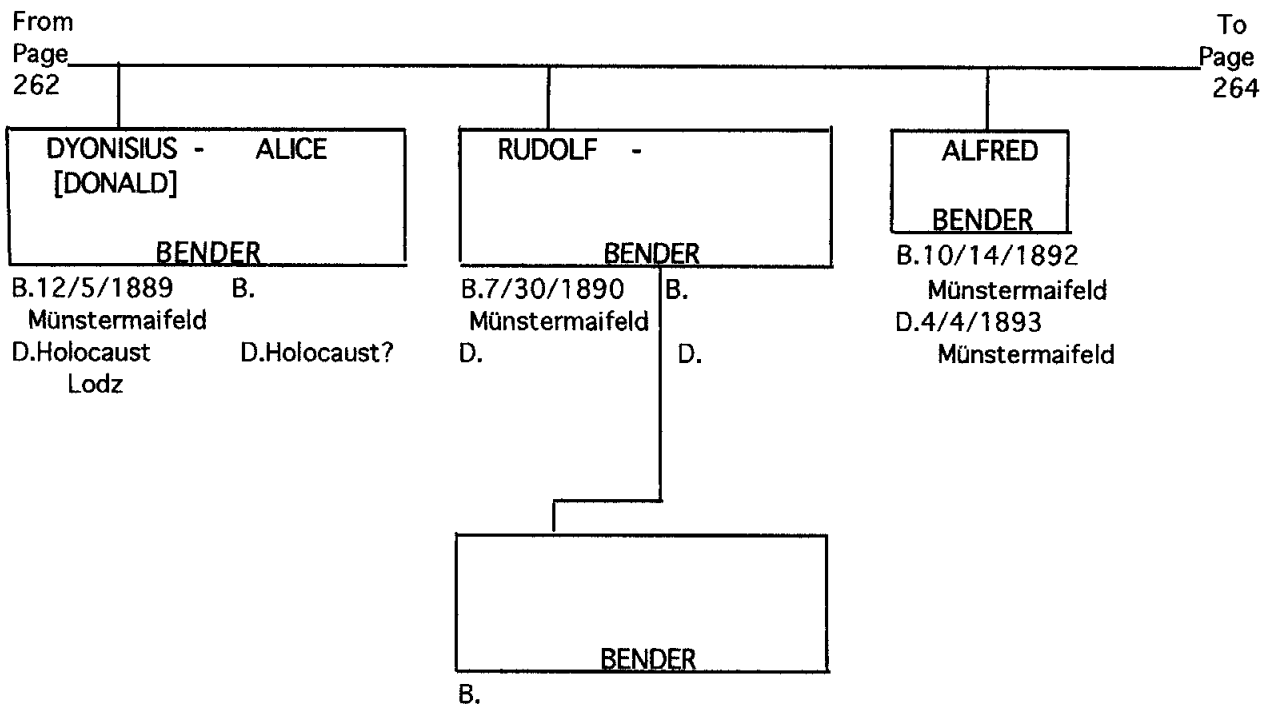 From
Page
262
To
Page
264
DYONISIUS - ALICE
[DONALD]
BENDER
B.12/5/1889 B.
Münstermaifeld
D.Holocaust D.Holocaust?
Lodz
RUDOLF -
BENDER
B.7/30/1890 B.
Münstermaifeld
D. D.
ALFRED
BENDER
B.10/14/1892
Münstermaifeld
D.4/4/1893
Münstermaifeld
BENDER
B.